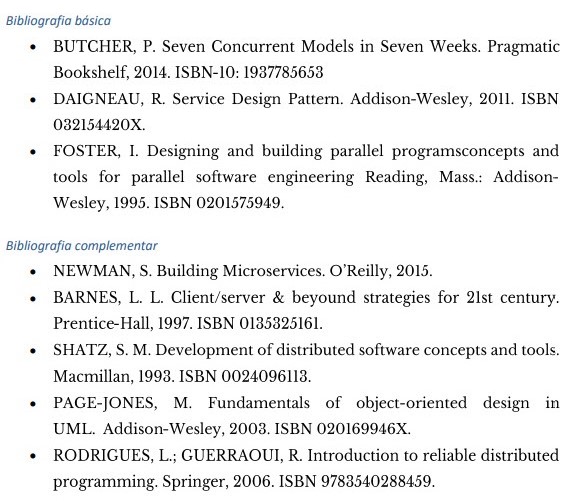 Bibliografia básica
• BUTCHER, P. Seven Concurrent Models in Seven Weeks. Pragmatic
Bookshelf, 2014. ISBN-10: 1937785653
• DAIGNEAU, R. Service Design Pattern. Addison-Wesley, 2011. ISBN
032154420X.
• FOSTER, I. Designing and building parallel programsconcepts and
tools for parallel software engineering Reading, Mass.: Addison-
Wesley, 1995. ISBN 0201575949.
Bibliografia complementar
• NEWMAN, S. Building Microservices. O’Reilly, 2015.
• BARNES, L. L. Client/server & beyound strategies for 21st century.
Prentice-Hall, 1997. ISBN 0135325161.
• SHATZ, S. M. Development of distributed software concepts and tools.
Macmillan, 1993. ISBN 0024096113.
• PAGE-JONES, M. Fundamentals of object-oriented design in
UML. Addison-Wesley, 2003. ISBN 020169946X.
• RODRIGUES, L.; GUERRAOUI, R. Introduction to reliable distributed
programming. Springer, 2006. ISBN 9783540288459.